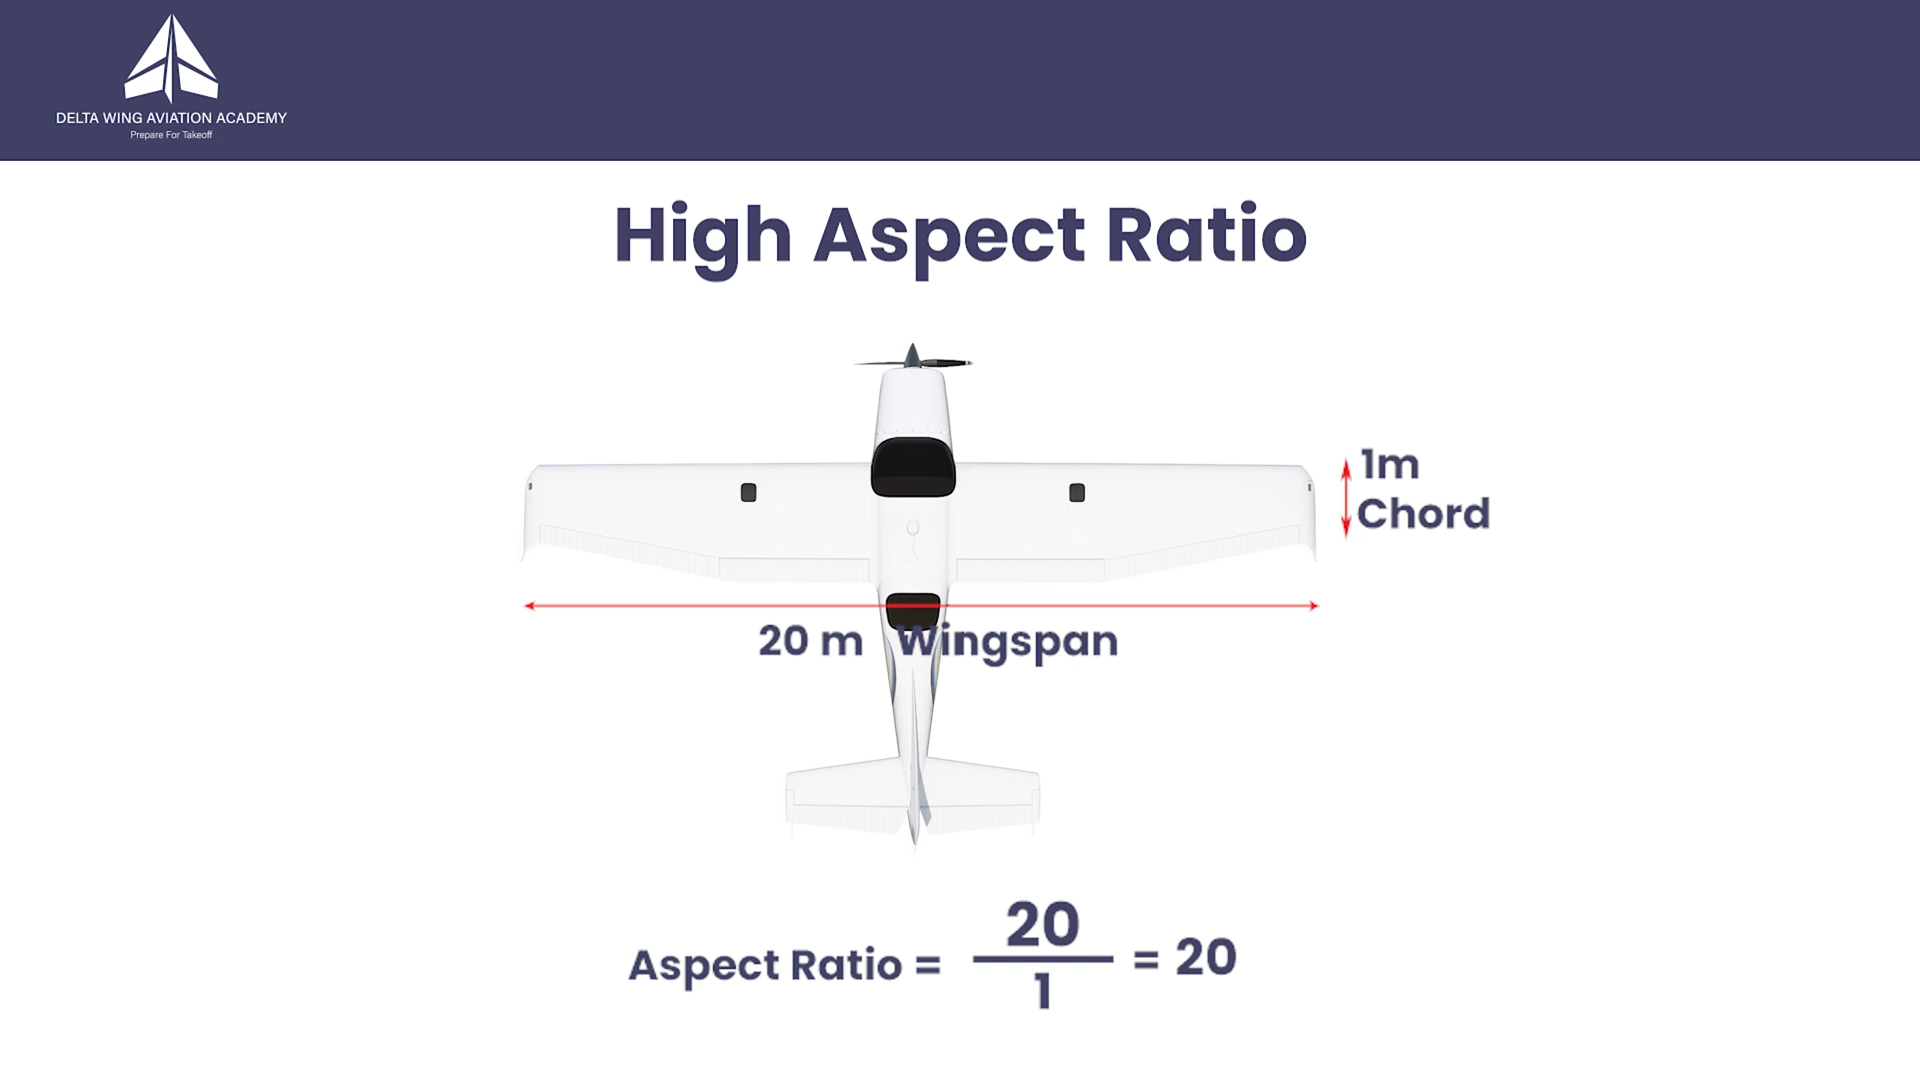 DELTA WING AVIATION ACADEMY
Prepare For Takeoff
High Aspect Ratio
1m
Chord
20 m Wingspan
Aspect Ratio = 20 / 1 = 20